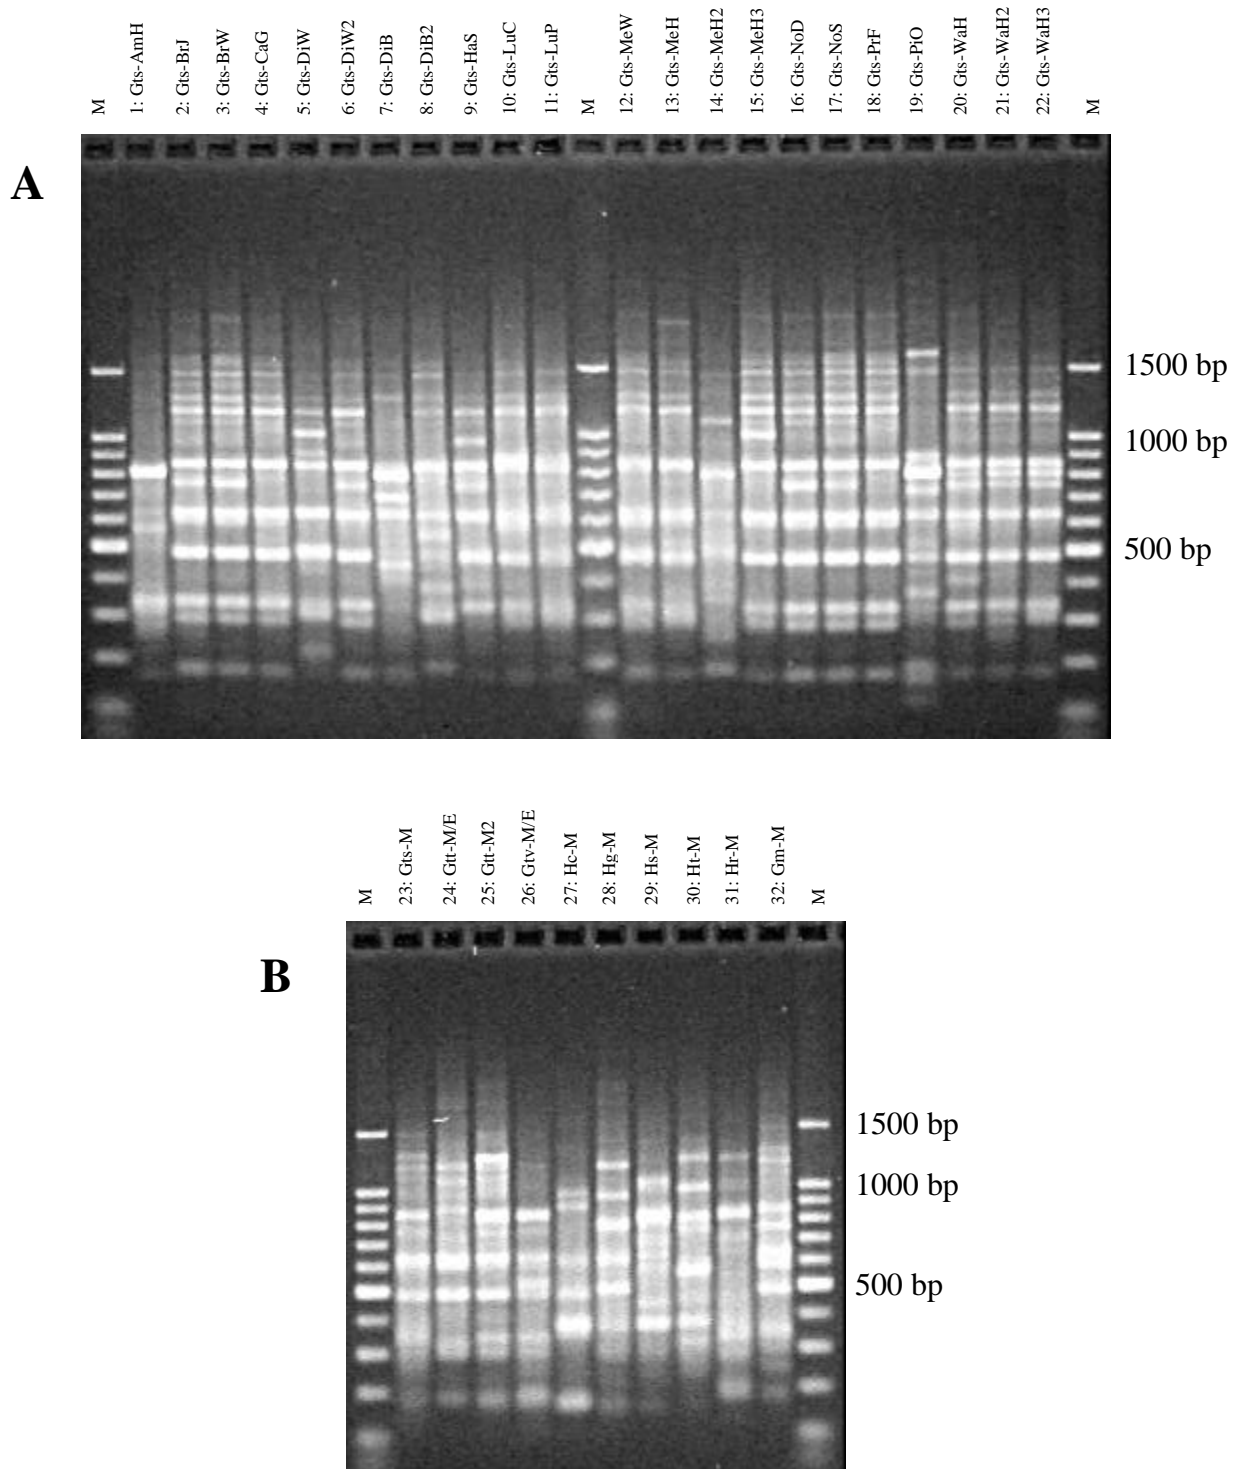 M
1: Gts-AmH
2: Gts-BrJ
3: Gts-BrW
4: Gts-CaG
5: Gts-DiW
6: Gts-DiW2
7: Gts-DiB
8: Gts-DiB2
9: Gts-HaS
10: Gts-LuC
11: Gts-LuP
M
12: Gts-MeW
13: Gts-MeH
14: Gts-MeH2
15: Gts-MeH3
16: Gts-NoD
17: Gts-NoS
18: Gts-PrF
19: Gts-PiO
20: Gts-WaH
21: Gts-WaH2
22: Gts-WaH3
M
A
1500 bp
1000 bp
500 bp
M
23: Gts-M
24: Gtt-M/E
25: Gtt-M2
26: Gtv-M/E
27: Hc-M
28: Hg-M
29: Hs-M
30: Ht-M
31: Hr-M
32: Gm-M
M
B
1500 bp
1000 bp
500 bp